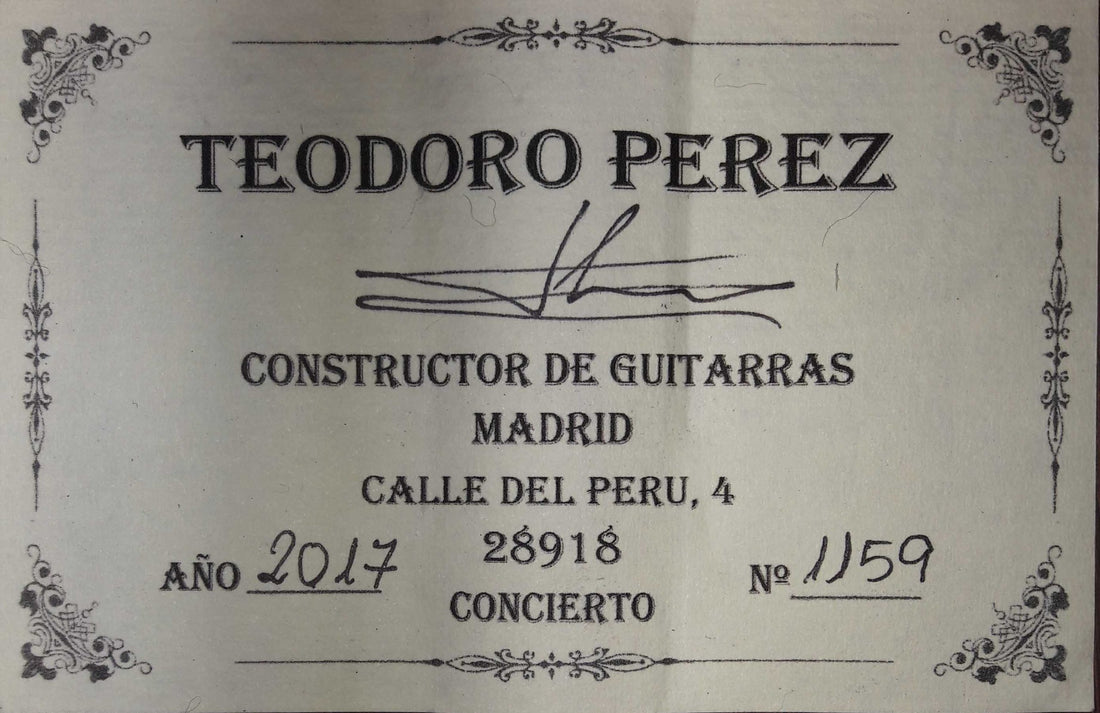 TEODORO PEREZ
CONSTRUCTOR DE GUITARRAS
MADRID
CALLE DEL PERU, 4
28918
AÑO 2017 Nº 1159
CONCIERTO